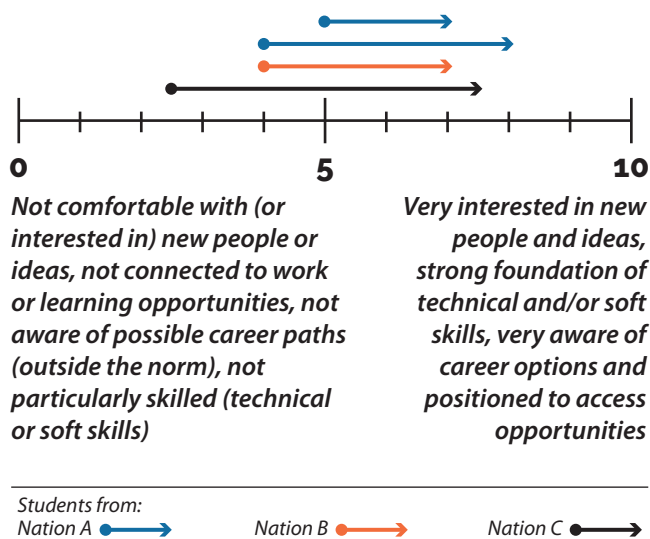 0 5 10
Not comfortable with (or
interested in) new people or
ideas, not connected to work
or learning opportunities, not
aware of possible career paths
(outside the norm), not
particularly skilled (technical
or soft skills)
Very interested in new
people and ideas,
strong foundation of
technical and/or soft
skills, very aware of
career options and
positioned to access
opportunities
Students from:
Nation A Nation B Nation C